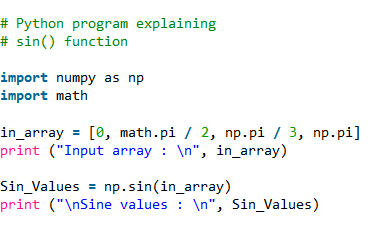 # Python program explaining
# sin() function
import numpy as np
import math
in_array = [0, math.pi / 2, np.pi / 3, np.pi]
print ("Input array : \n", in_array)
Sin_Values = np.sin(in_array)
print ("\nSine values : \n", Sin_Values)